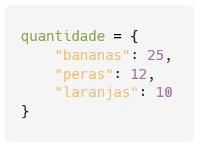 quantidade = {
    "bananas": 25,
    "peras": 12,
    "laranjas": 10
}